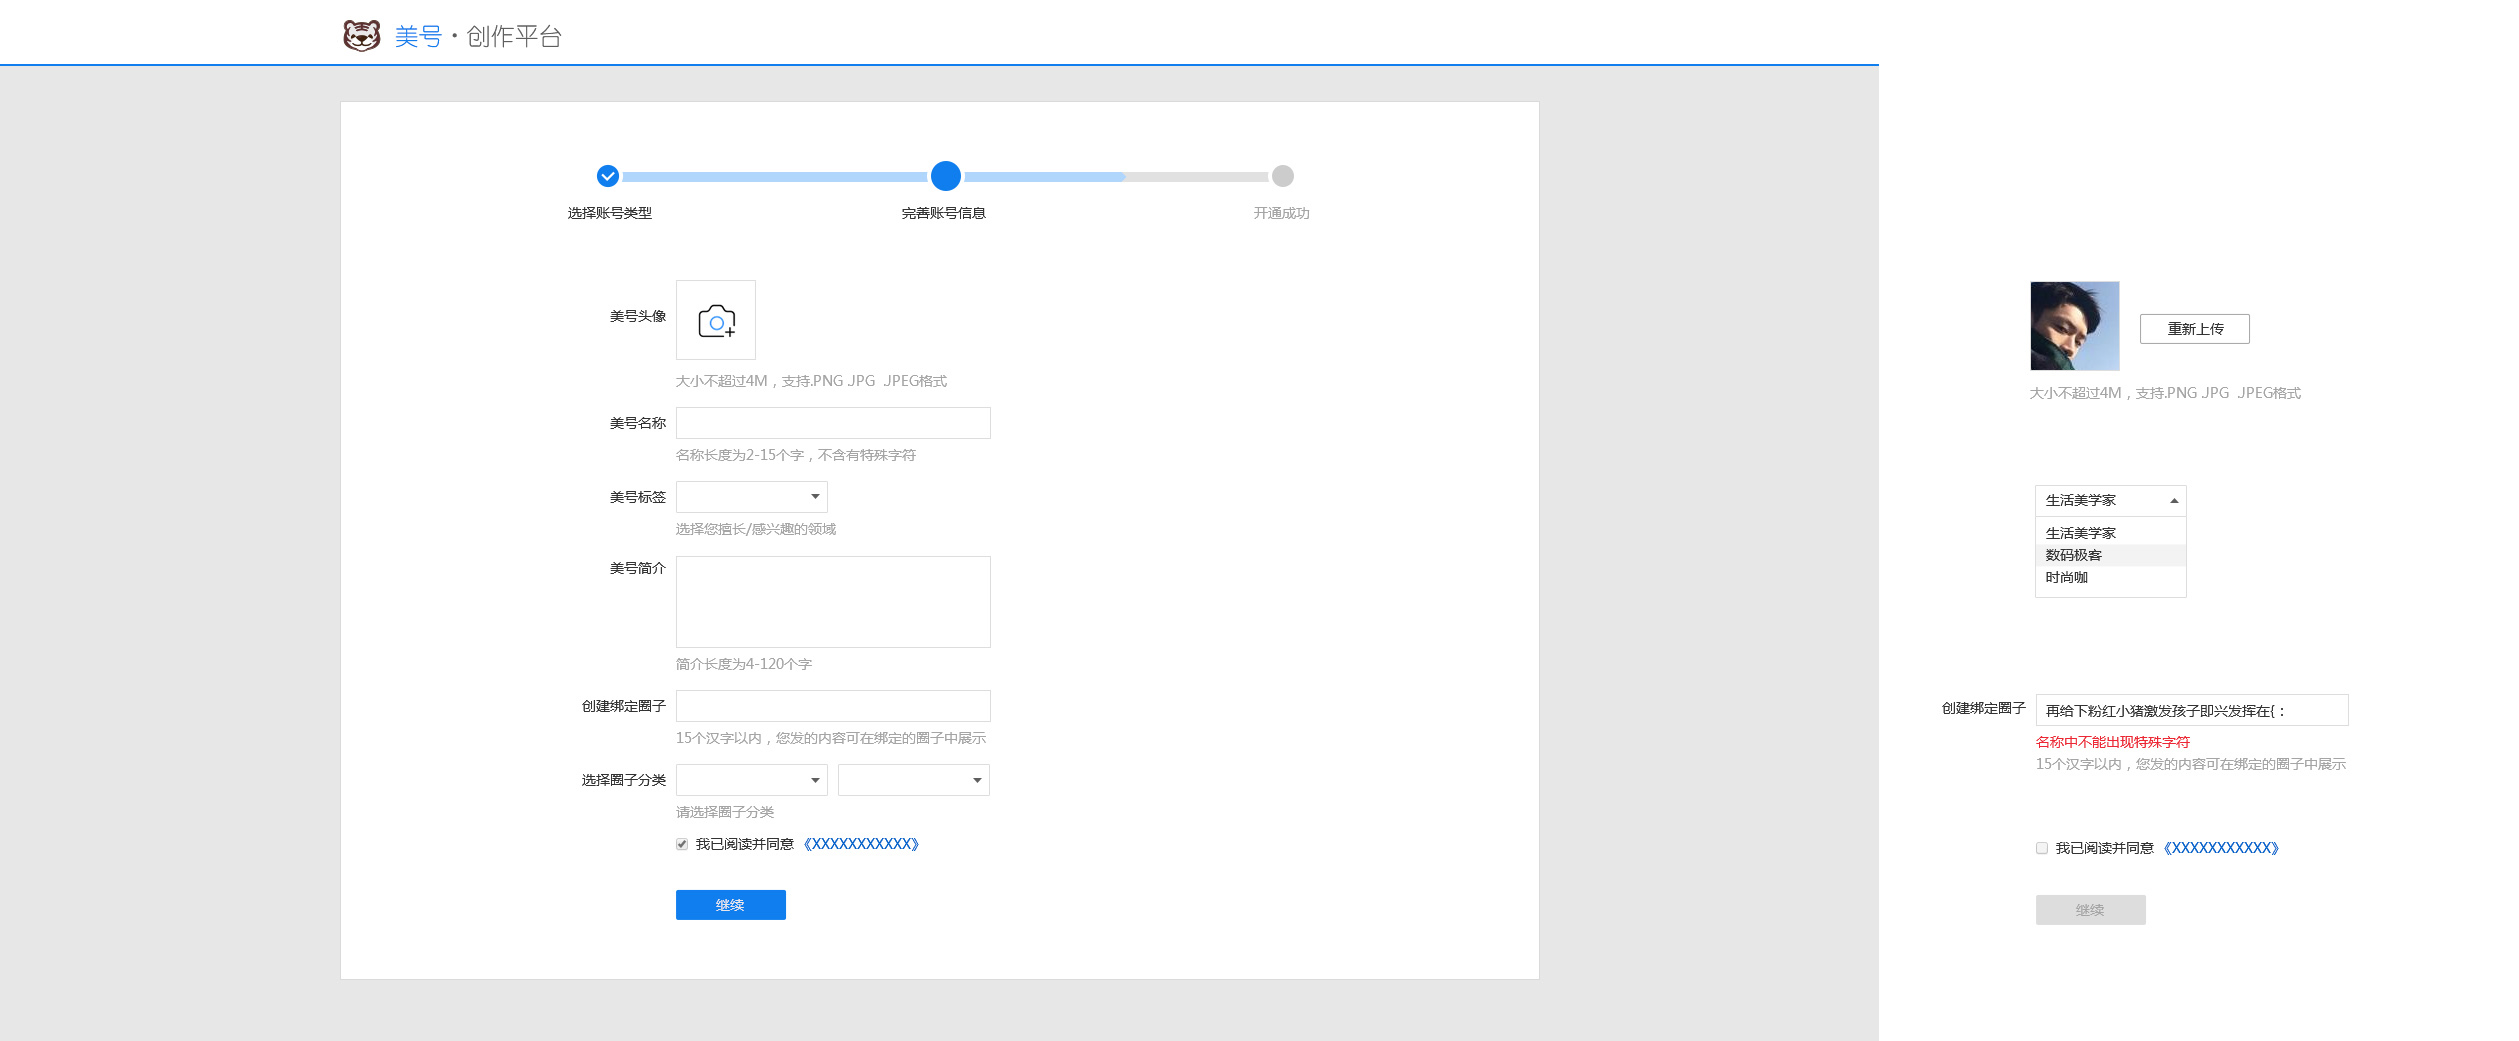 美号·创作平台
选择账号类型
完善账号信息
开通成功
美号头像
大小不超过4M，支持.PNG .JPG  .JPEG格式
美号名称
名称长度为2-15个字，不含有特殊字符
美号标签
选择您擅长/感兴趣的领域
美号简介
简介长度为4-120个字
创建绑定圈子
15个汉字以内，您发的内容可在绑定的圈子中展示
选择圈子分类
请选择圈子分类
我已阅读并同意 《XXXXXXXXXXX》
继续
重新上传
大小不超过4M，支持.PNG .JPG  .JPEG格式
生活美学家
生活美学家
数码极客
时尚咖
创建绑定圈子 再给下粉红小猪激发孩子即兴发挥在{：
名称中不能出现特殊字符
15个汉字以内，您发的内容可在绑定的圈子中展示
我已阅读并同意 《XXXXXXXXXXX》
继续